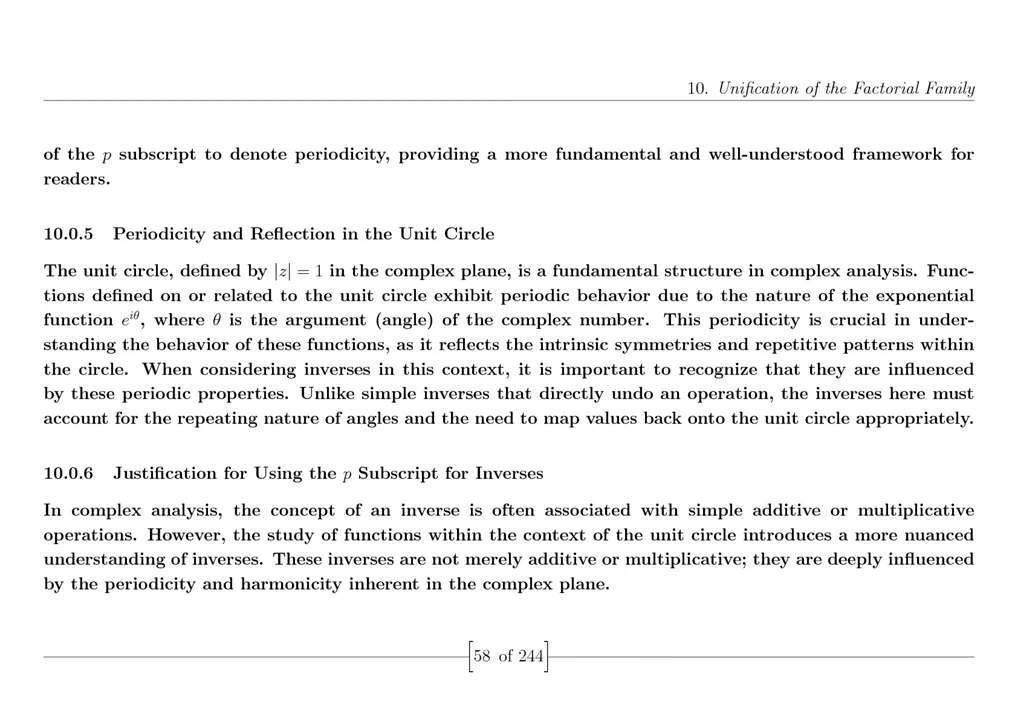 10. Unification of the Factorial Family
of the p subscript to denote periodicity, providing a more fundamental and well-understood framework for
readers.
10.0.5 Periodicity and Reflection in the Unit Circle
The unit circle, defined by |z| = 1 in the complex plane, is a fundamental structure in complex analysis. Func-
tions defined on or related to the unit circle exhibit periodic behavior due to the nature of the exponential
function e^{iθ}, where θ is the argument (angle) of the complex number. This periodicity is crucial in under-
standing the behavior of these functions, as it reflects the intrinsic symmetries and repetitive patterns within
the circle. When considering inverses in this context, it is important to recognize that they are influenced
by these periodic properties. Unlike simple inverses that directly undo an operation, the inverses here must
account for the repeating nature of angles and the need to map values back onto the unit circle appropriately.
10.0.6 Justification for Using the p Subscript for Inverses
In complex analysis, the concept of an inverse is often associated with simple additive or multiplicative
operations. However, the study of functions within the context of the unit circle introduces a more nuanced
understanding of inverses. These inverses are not merely additive or multiplicative; they are deeply influenced
by the periodicity and harmonicity inherent in the complex plane.
[58 of 244]